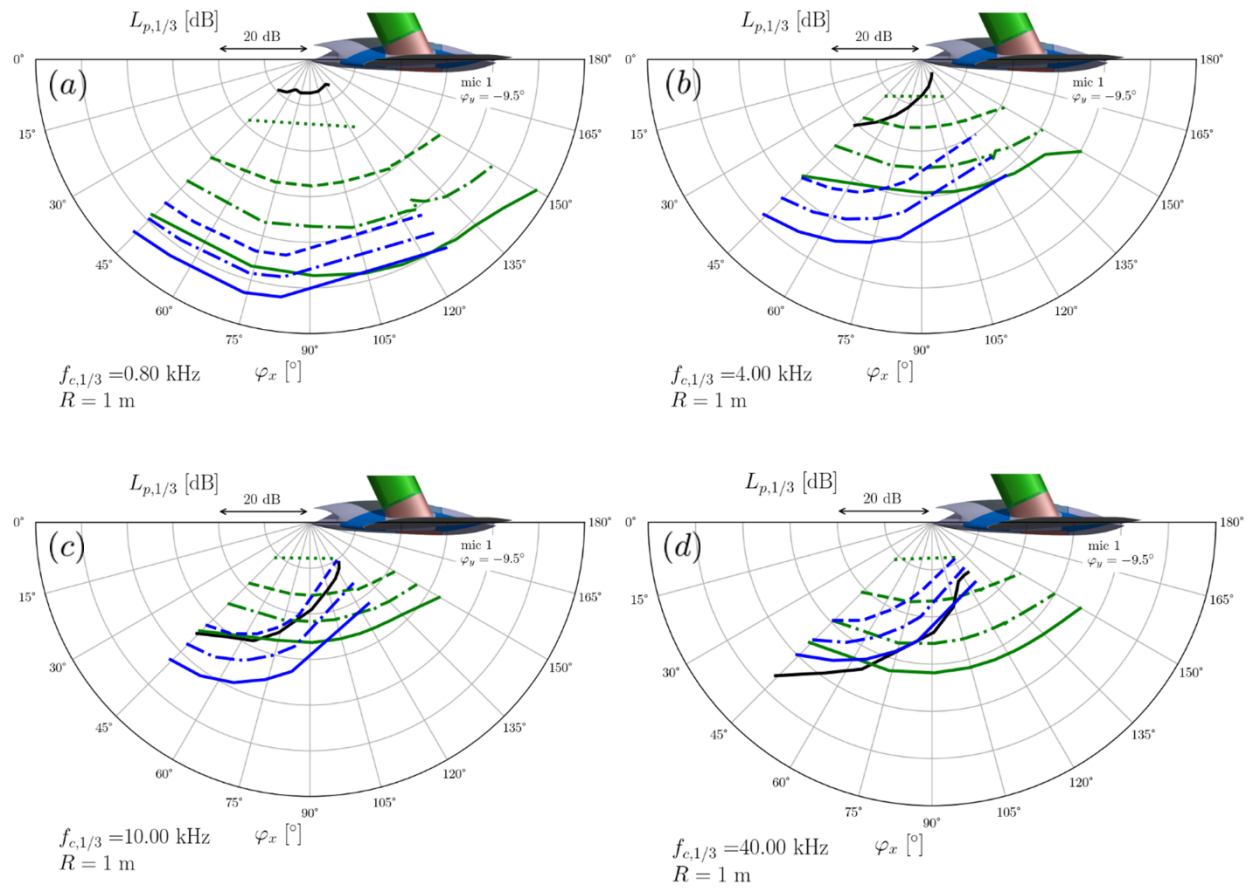 L_{p,1/3} [dB]
20 dB
(a)
mic 1
φ_y = −9.5°
0°
15°
30°
45°
60°
75°
90°
105°
120°
135°
150°
165°
180°
f_{c,1/3} =0.80 kHz φ_x [°]
R = 1 m
L_{p,1/3} [dB]
20 dB
(b)
mic 1
φ_y = −9.5°
0°
15°
30°
45°
60°
75°
90°
105°
120°
135°
150°
165°
180°
f_{c,1/3} =4.00 kHz φ_x [°]
R = 1 m
L_{p,1/3} [dB]
20 dB
(c)
mic 1
φ_y = −9.5°
0°
15°
30°
45°
60°
75°
90°
105°
120°
135°
150°
165°
180°
f_{c,1/3} =10.00 kHz φ_x [°]
R = 1 m
L_{p,1/3} [dB]
20 dB
(d)
mic 1
φ_y = −9.5°
0°
15°
30°
45°
60°
75°
90°
105°
120°
135°
150°
165°
180°
f_{c,1/3} =40.00 kHz φ_x [°]
R = 1 m